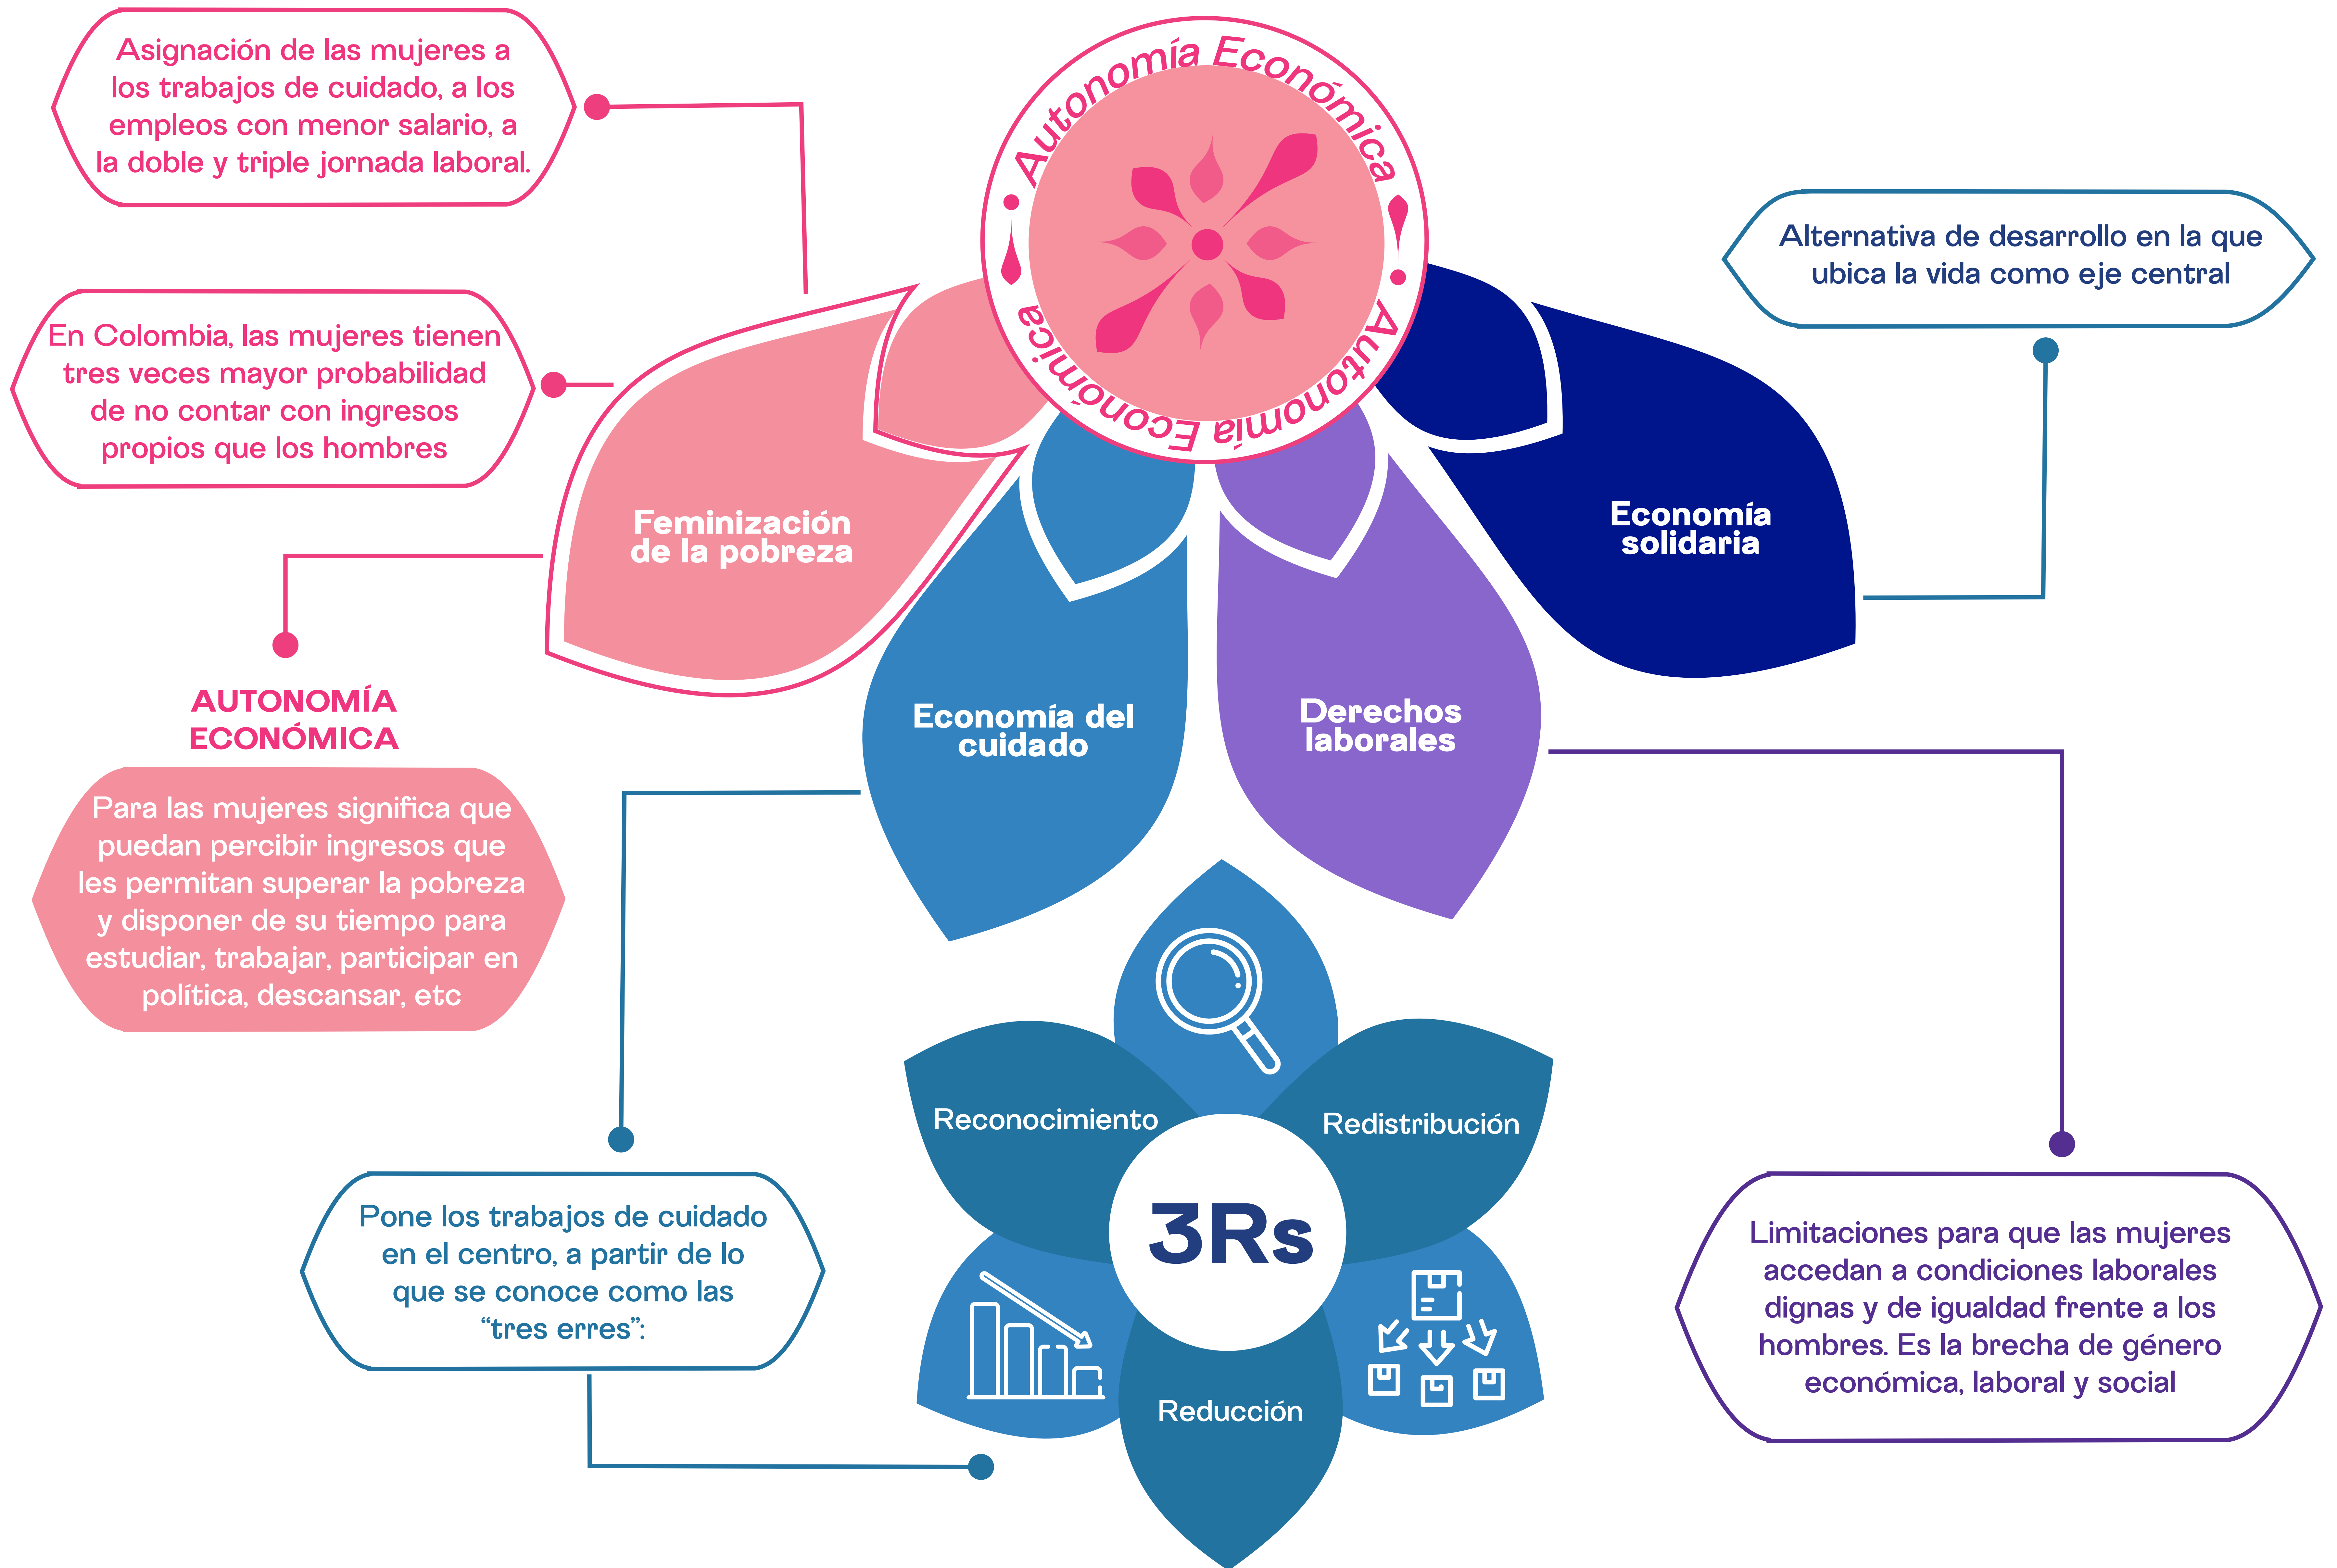 Autonomía Económica
Autonomía Económica
Asignación de las mujeres a
los trabajos de cuidado, a los
empleos con menor salario, a
la doble y triple jornada laboral.
En Colombia, las mujeres tienen
tres veces mayor probabilidad
de no contar con ingresos
propios que los hombres
Feminización
de la pobreza
AUTONOMÍA
ECONÓMICA
Para las mujeres significa que
puedan percibir ingresos que
les permitan superar la pobreza
y disponer de su tiempo para
estudiar, trabajar, participar en
política, descansar, etc
Economía del
cuidado
Pone los trabajos de cuidado
en el centro, a partir de lo
que se conoce como las
“tres erres”:
Reconocimiento
Redistribución
3Rs
Reducción
Derechos
laborales
Limitaciones para que las mujeres
accedan a condiciones laborales
dignas y de igualdad frente a los
hombres. Es la brecha de género
económica, laboral y social
Economía
solidaria
Alternativa de desarrollo en la que
ubica la vida como eje central